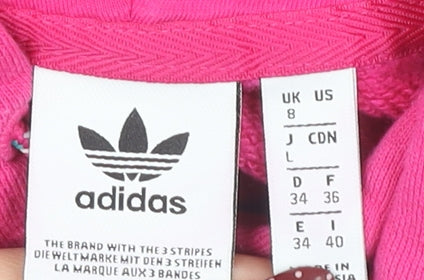 adidas
THE BRAND WITH THE 3 STRIPES
DIE WELTMARKE MIT DEN 3 STREIFEN
LA MARQUE AUX 3 BANDES
UK US
8
J CDN
L
D F
34 36
E I
34 40
IN